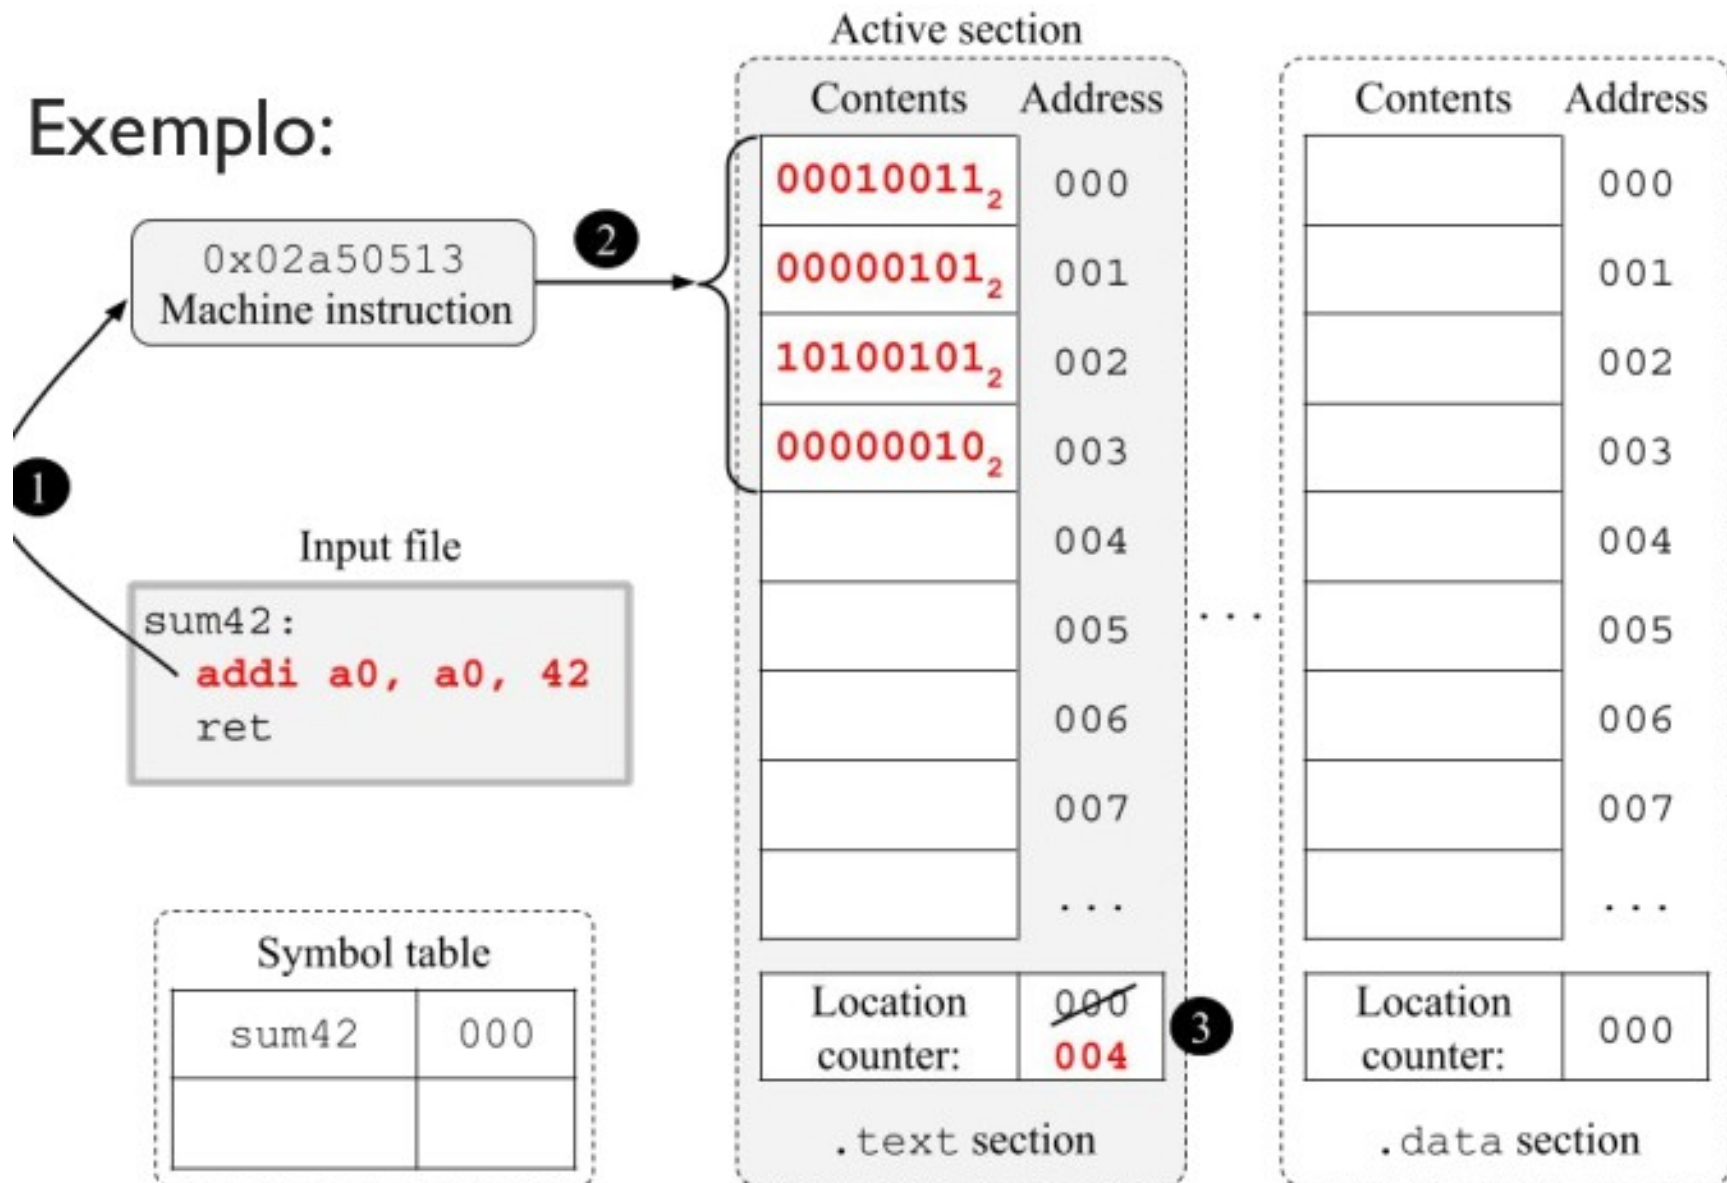 Exemplo:
0x02a50513
Machine instruction
1
2
Input file
sum42:
addi a0, a0, 42
ret
Symbol table
sum42 000
Active section
Contents Address
00010011₂ 000
00000101₂ 001
10100101₂ 002
00000010₂ 003
004
005
006
007
...
Location
counter:
000
004
3
.text section
...
Contents Address
000
001
002
003
004
005
006
007
...
Location
counter:
000
.data section